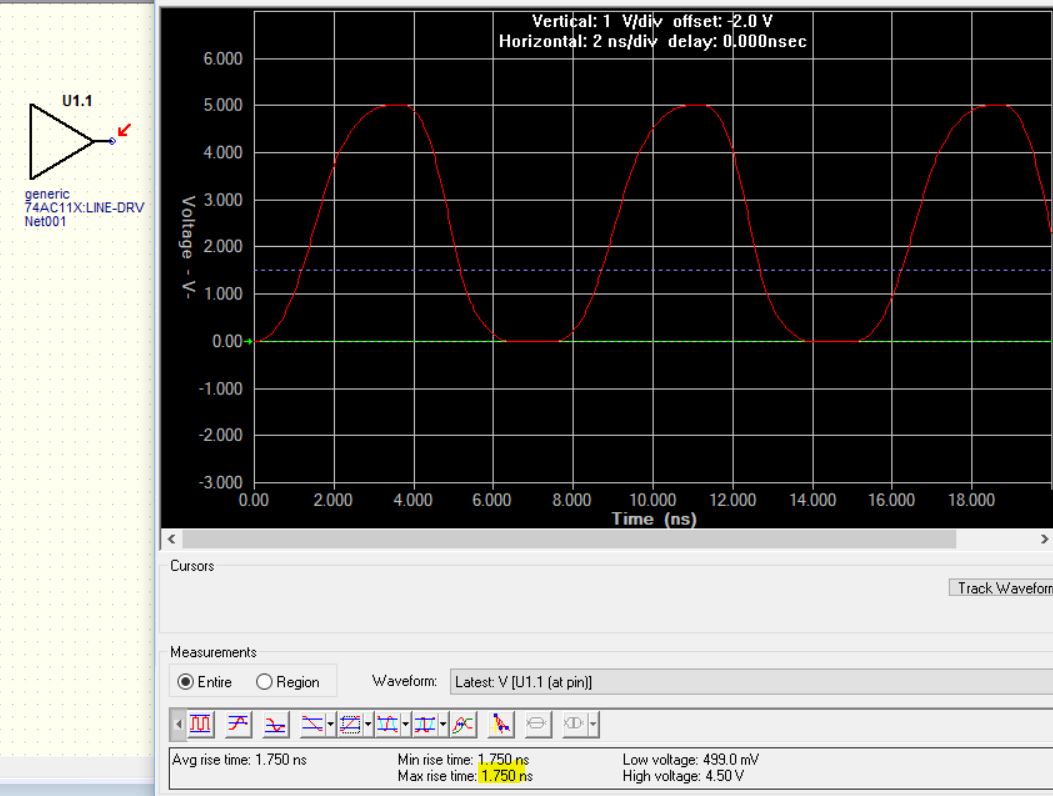 U1.1
generic
74AC11X:LINE-DRV
Net001
Vertical: 1 V/div offset: -2.0 V
Horizontal: 2 ns/div delay: 0.000nsec
6.000
5.000
4.000
3.000
2.000
1.000
0.00
-1.000
-2.000
-3.000
Voltage -V-
0.00 2.000 4.000 6.000 8.000 10.000 12.000 14.000 16.000 18.000
Time (ns)
Cursors
Track Waveform
Measurements
Entire Region Waveform: Latest: V [U1.1 (at pin)]
Avg rise time: 1.750 ns Min rise time: 1.750 ns Low voltage: 499.0 mV
Max rise time: 1.750 ns High voltage: 4.50 V